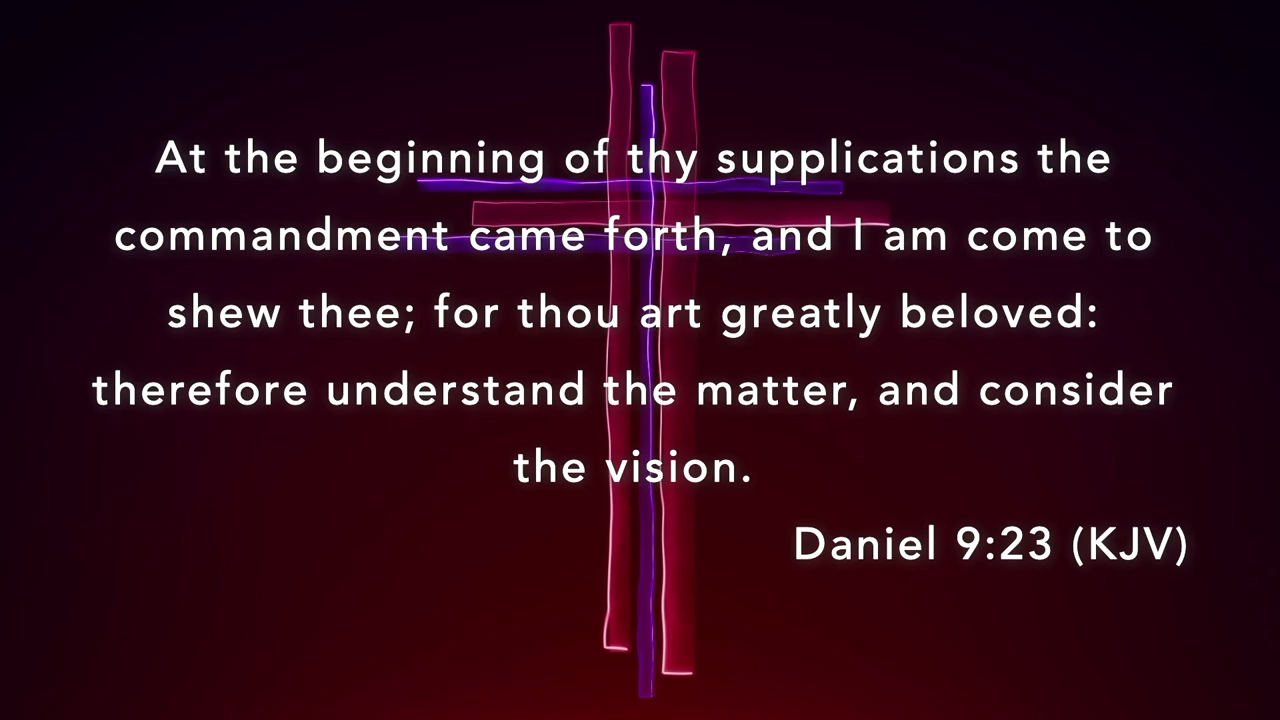 At the beginning of thy supplications the
commandment came forth, and I am come to
shew thee; for thou art greatly beloved:
therefore understand the matter, and consider
the vision.
Daniel 9:23 (KJV)